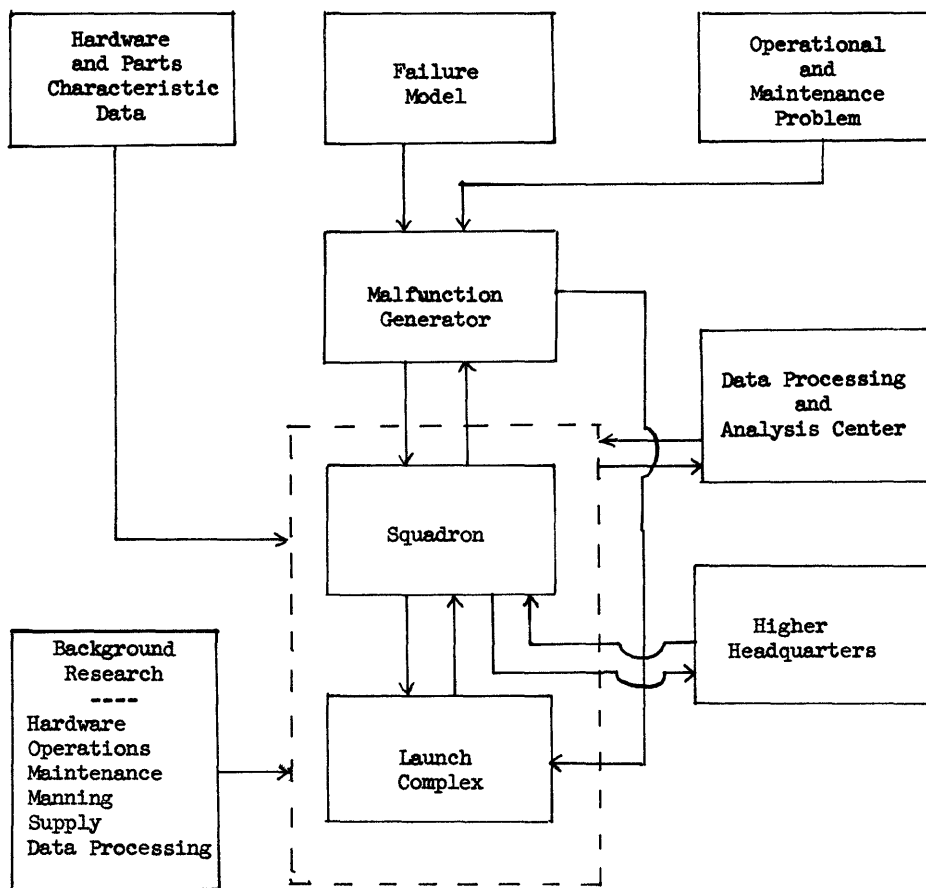 Hardware
and Parts
Characteristic
Data
Failure
Model
Operational
and
Maintenance
Problem
Malfunction
Generator
Data Processing
and
Analysis Center
Squadron
Higher
Headquarters
Background
Research
----
Hardware
Operations
Maintenance
Manning
Supply
Data Processing
Launch
Complex